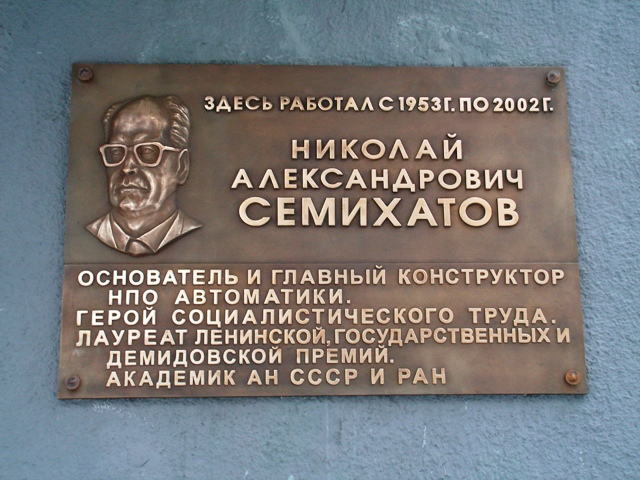 ЗДЕСЬ РАБОТАЛ С 1953Г. ПО 2002Г.
НИКОЛАЙ
АЛЕКСАНДРОВИЧ
СЕМИХАТОВ
ОСНОВАТЕЛЬ И ГЛАВНЫЙ КОНСТРУКТОР
НПО АВТОМАТИКИ.
ГЕРОЙ СОЦИАЛИСТИЧЕСКОГО ТРУДА.
ЛАУРЕАТ ЛЕНИНСКОЙ, ГОСУДАРСТВЕННЫХ И
ДЕМИДОВСКОЙ ПРЕМИЙ.
АКАДЕМИК АН СССР И РАН